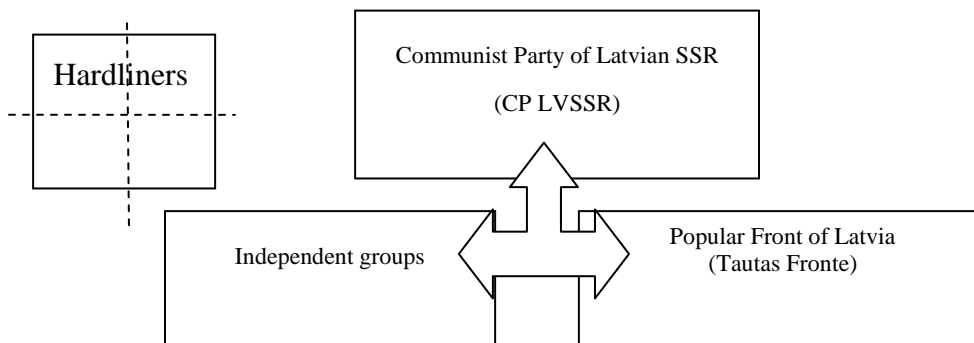 Hardliners
Communist Party of Latvian SSR
(CP LVSSR)
Independent groups
Popular Front of Latvia
(Tautas Fronte)